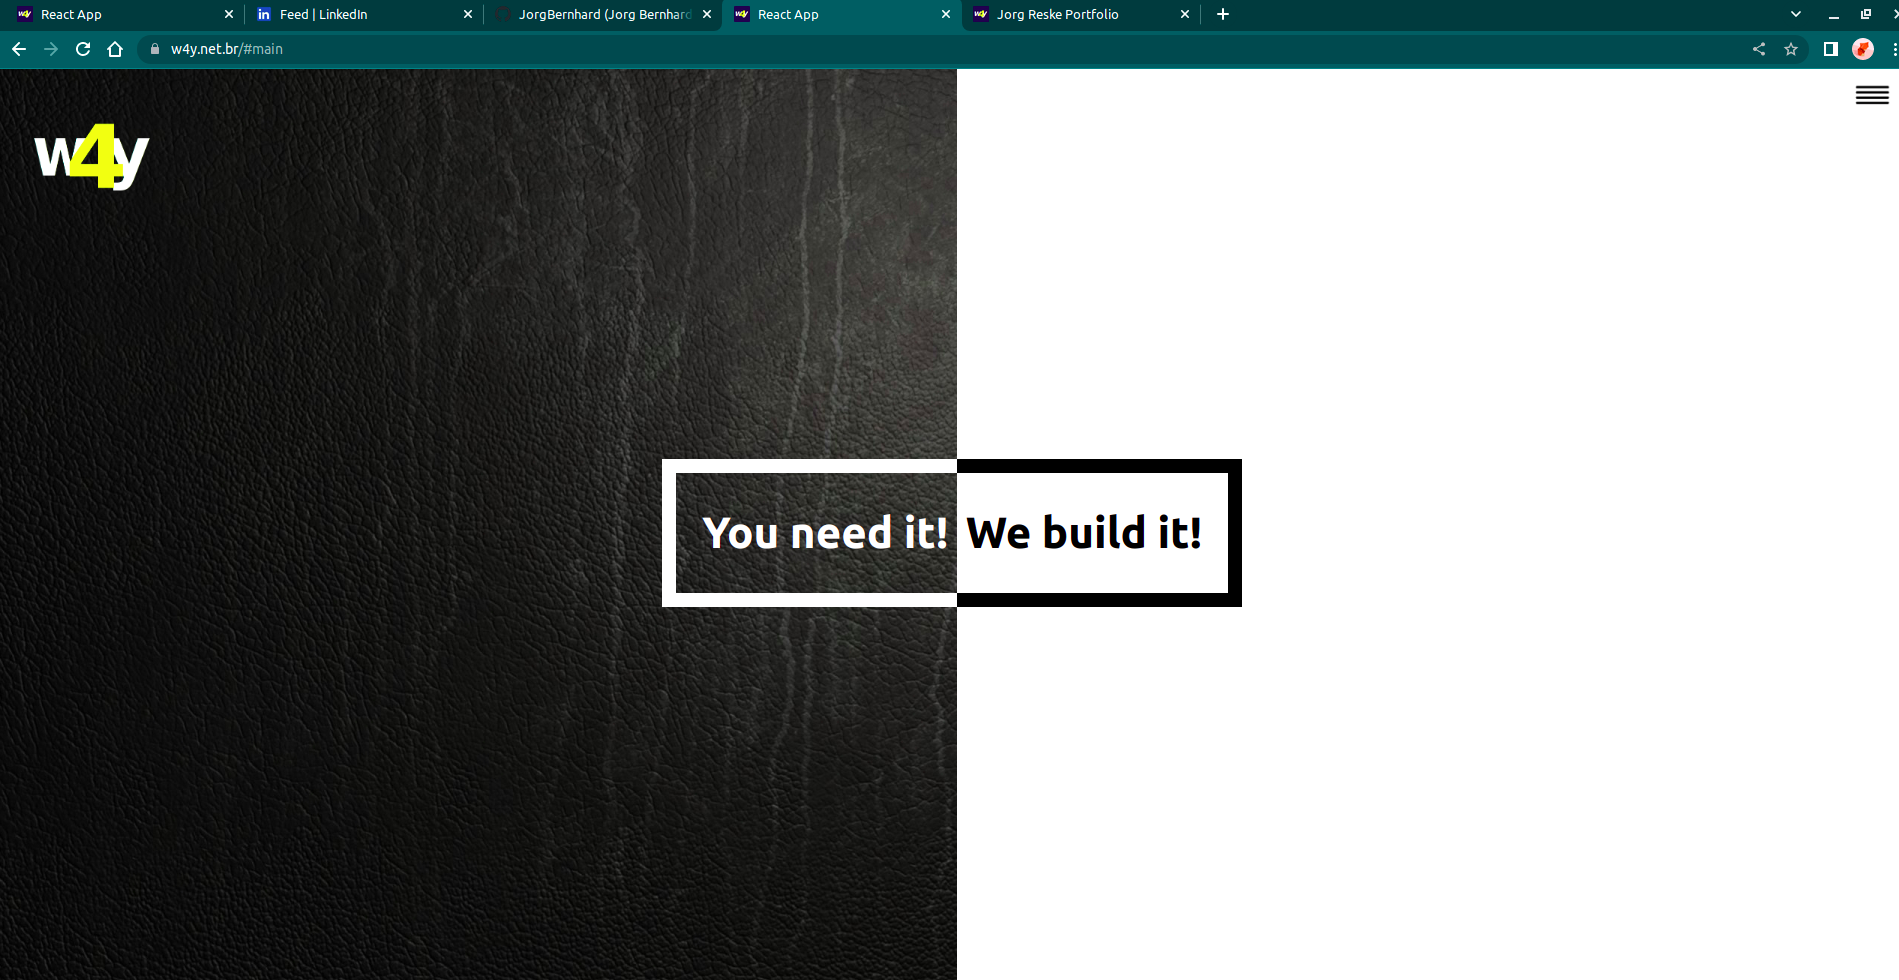 React App
Feed | LinkedIn
JorgBernhard (Jorg Bernhard
React App
Jorg Reske Portfolio
w4y.net.br/#main
w4y
You need it! We build it!